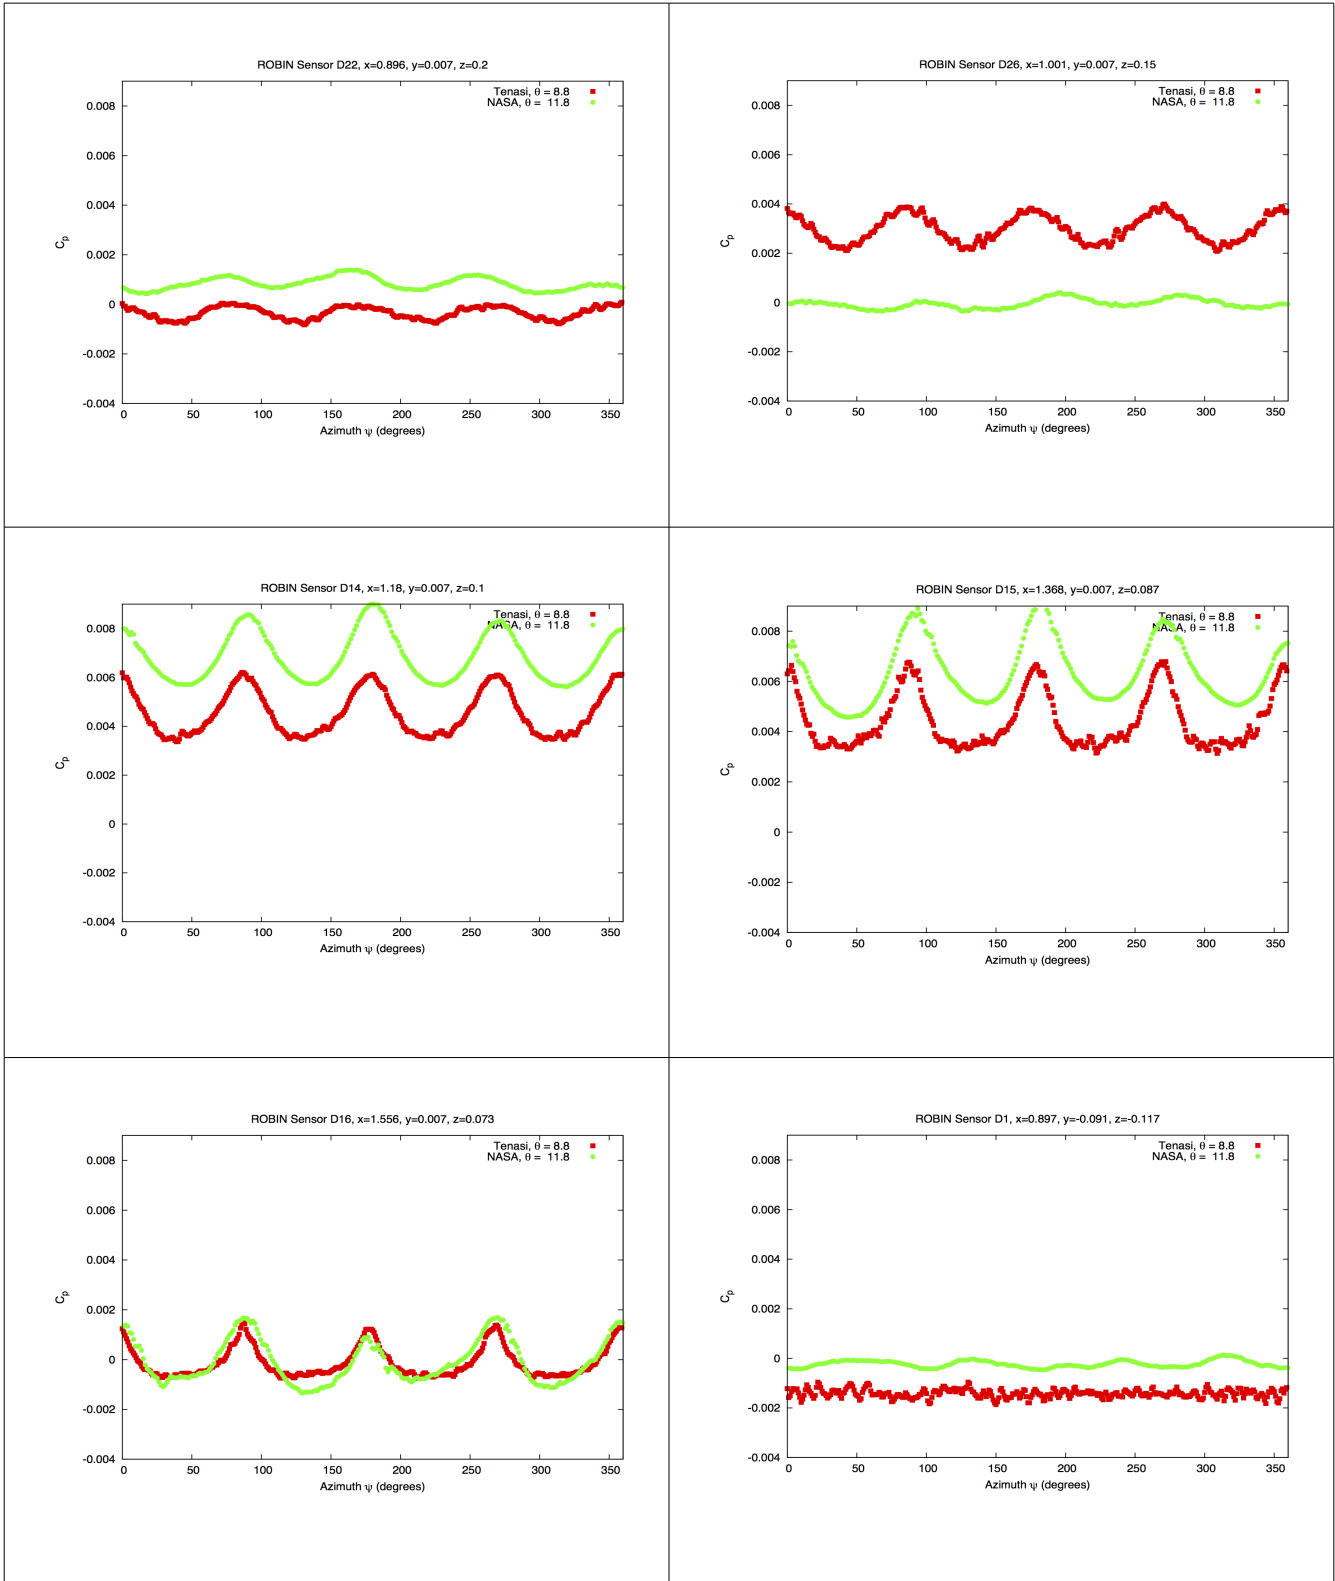 ROBIN Sensor D22, x=0.896, y=0.007, z=0.2
Tenasi, θ = 8.8
NASA, θ = 11.8
0.008
0.006
0.004
0.002
0
-0.002
-0.004
Cp
0 50 100 150 200 250 300 350
Azimuth ψ (degrees)
ROBIN Sensor D26, x=1.001, y=0.007, z=0.15
Tenasi, θ = 8.8
NASA, θ = 11.8
0.008
0.006
0.004
0.002
0
-0.002
-0.004
Cp
0 50 100 150 200 250 300 350
Azimuth ψ (degrees)
ROBIN Sensor D14, x=1.18, y=0.007, z=0.1
Tenasi, θ = 8.8
NASA, θ = 11.8
0.008
0.006
0.004
0.002
0
-0.002
-0.004
Cp
0 50 100 150 200 250 300 350
Azimuth ψ (degrees)
ROBIN Sensor D15, x=1.368, y=0.007, z=0.087
Tenasi, θ = 8.8
NASA, θ = 11.8
0.008
0.006
0.004
0.002
0
-0.002
-0.004
Cp
0 50 100 150 200 250 300 350
Azimuth ψ (degrees)
ROBIN Sensor D16, x=1.556, y=0.007, z=0.073
Tenasi, θ = 8.8
NASA, θ = 11.8
0.008
0.006
0.004
0.002
0
-0.002
-0.004
Cp
0 50 100 150 200 250 300 350
Azimuth ψ (degrees)
ROBIN Sensor D1, x=0.897, y=-0.091, z=-0.117
Tenasi, θ = 8.8
NASA, θ = 11.8
0.008
0.006
0.004
0.002
0
-0.002
-0.004
Cp
0 50 100 150 200 250 300 350
Azimuth ψ (degrees)